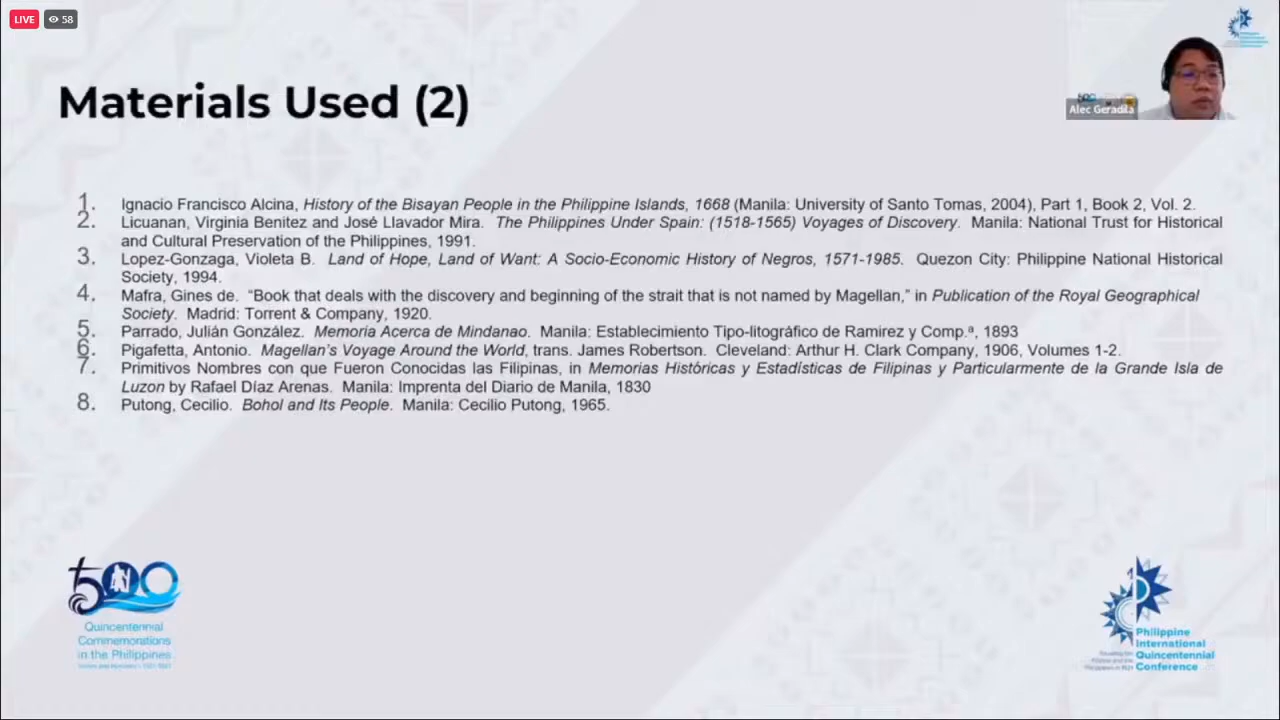 LIVE
58
Materials Used (2)
Alec Geradila
1. Ignacio Francisco Alcina, History of the Bisayan People in the Philippine Islands, 1668 (Manila: University of Santo Tomas, 2004), Part 1, Book 2, Vol. 2.
2. Licuanan, Virginia Benitez and José Llavador Mira. The Philippines Under Spain: (1518-1565) Voyages of Discovery. Manila: National Trust for Historical
and Cultural Preservation of the Philippines, 1991.
3. Lopez-Gonzaga, Violeta B. Land of Hope, Land of Want: A Socio-Economic History of Negros, 1571-1985. Quezon City: Philippine National Historical
Society, 1994.
4. Mafra, Gines de. “Book that deals with the discovery and beginning of the strait that is not named by Magellan,” in Publication of the Royal Geographical
Society. Madrid: Torrent & Company, 1920.
5. Parrado, Julián González. Memoria Acerca de Mindanao. Manila: Establecimiento Tipo-litográfico de Ramirez y Comp.ª, 1893
6. Pigafetta, Antonio. Magellan’s Voyage Around the World, trans. James Robertson. Cleveland: Arthur H. Clark Company, 1906, Volumes 1-2.
7. Primitivos Nombres con que Fueron Conocidas las Filipinas, in Memorias Históricas y Estadísticas de Filipinas y Particularmente de la Grande Isla de
Luzon by Rafael Díaz Arenas. Manila: Imprenta del Diario de Manila, 1830
8. Putong, Cecilio. Bohol and Its People. Manila: Cecilio Putong, 1965.
500
Quincentennial
Commemorations
in the Philippines
Philippine
International
Quincentennial
Conference